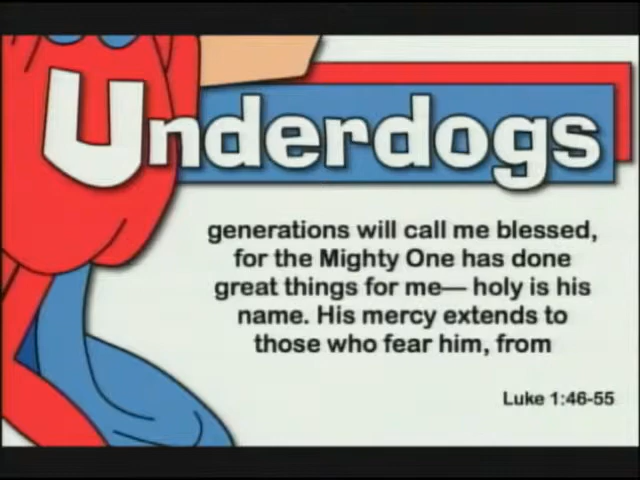 Underdogs
generations will call me blessed,
for the Mighty One has done
great things for me— holy is his
name. His mercy extends to
those who fear him, from
Luke 1:46-55